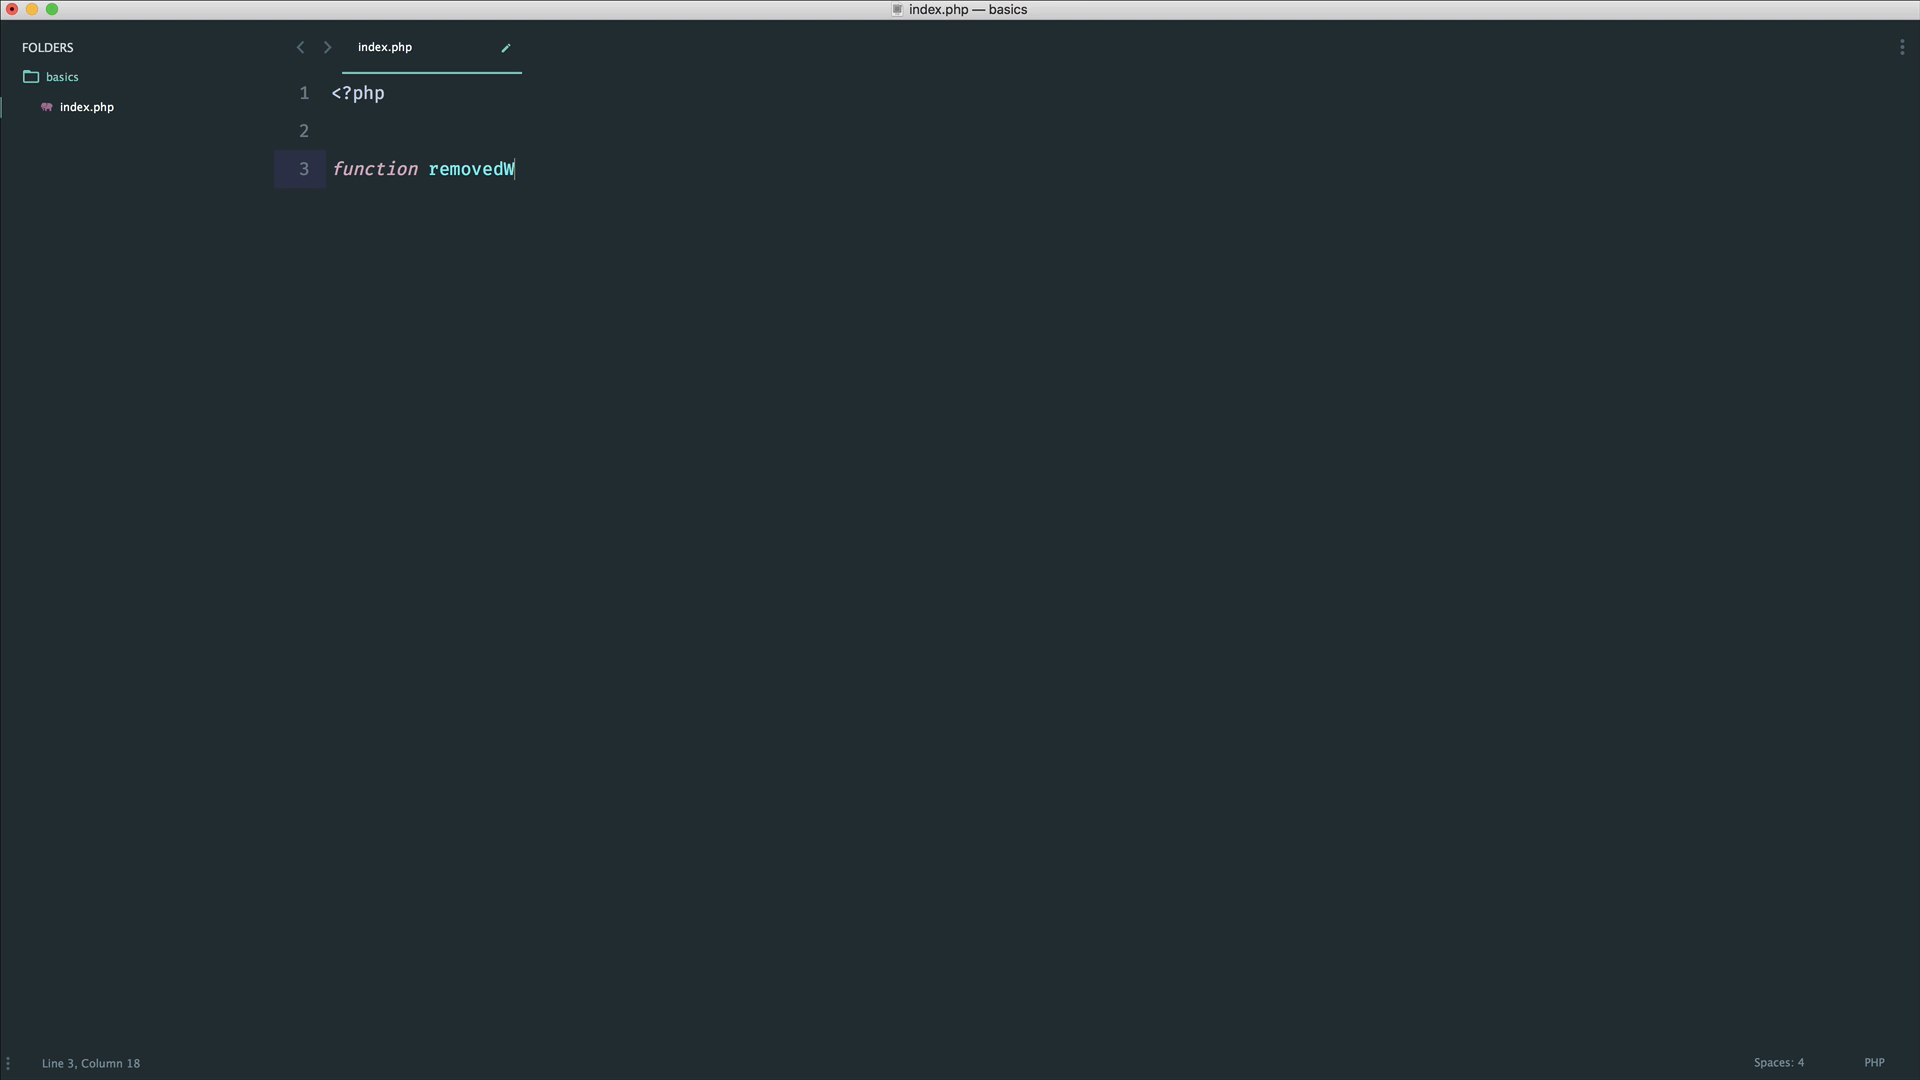 index.php — basics
FOLDERS
basics
index.php
index.php
1 <?php
2
3 function removedW
Line 3, Column 18
Spaces: 4
PHP